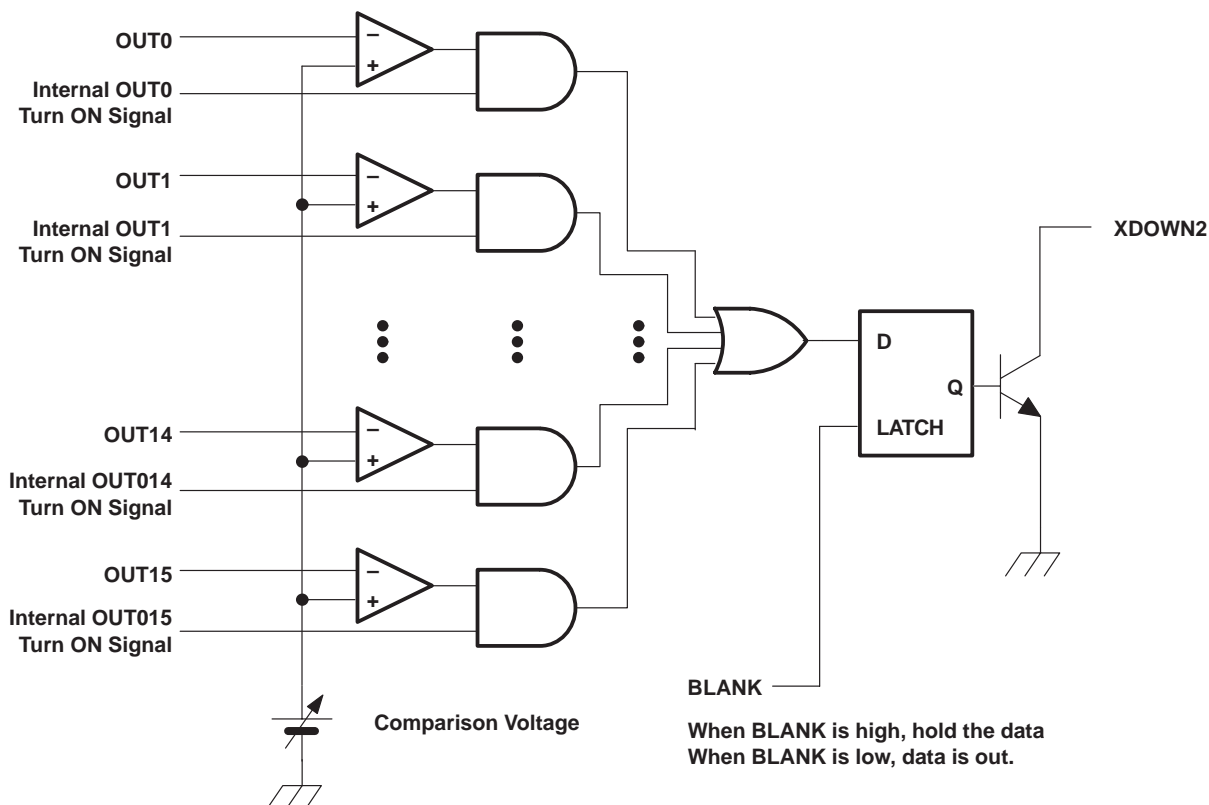 OUT0
−
+
Internal OUT0
Turn ON Signal
OUT1
−
+
Internal OUT1
Turn ON Signal
XDOWN2
D
Q
LATCH
OUT14
−
+
Internal OUT014
Turn ON Signal
OUT15
−
+
Internal OUT015
Turn ON Signal
BLANK
Comparison Voltage
When BLANK is high, hold the data
When BLANK is low, data is out.